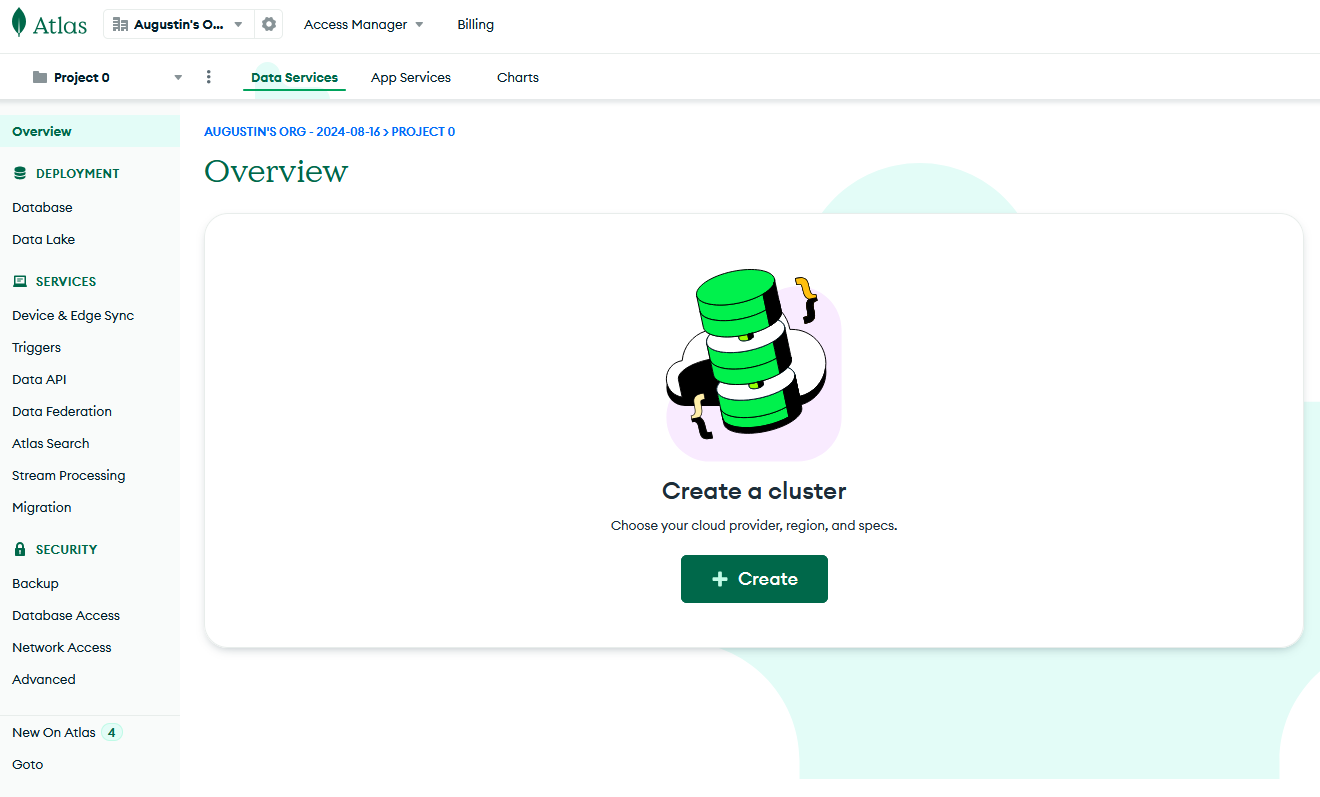 Atlas
Augustin's O...
Access Manager
Billing
Project 0
Data Services
App Services
Charts
Overview
DEPLOYMENT
Database
Data Lake
SERVICES
Device & Edge Sync
Triggers
Data API
Data Federation
Atlas Search
Stream Processing
Migration
SECURITY
Backup
Database Access
Network Access
Advanced
New On Atlas 4
Goto
AUGUSTIN'S ORG - 2024-08-16 > PROJECT 0
Overview
Create a cluster
Choose your cloud provider, region, and specs.
+ Create